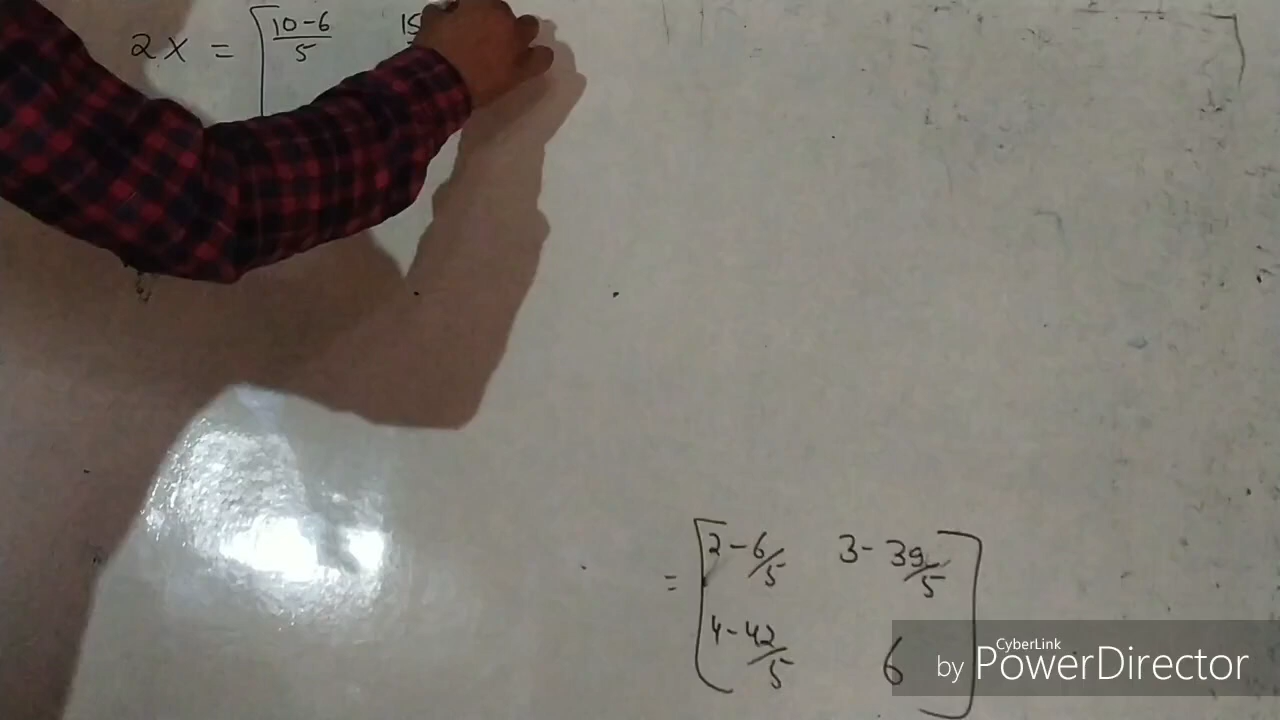 2x = [ 10-6/5 15
= [ 2-6/5 3-39/5 ]
4-42/5 6
CyberLink
by PowerDirector